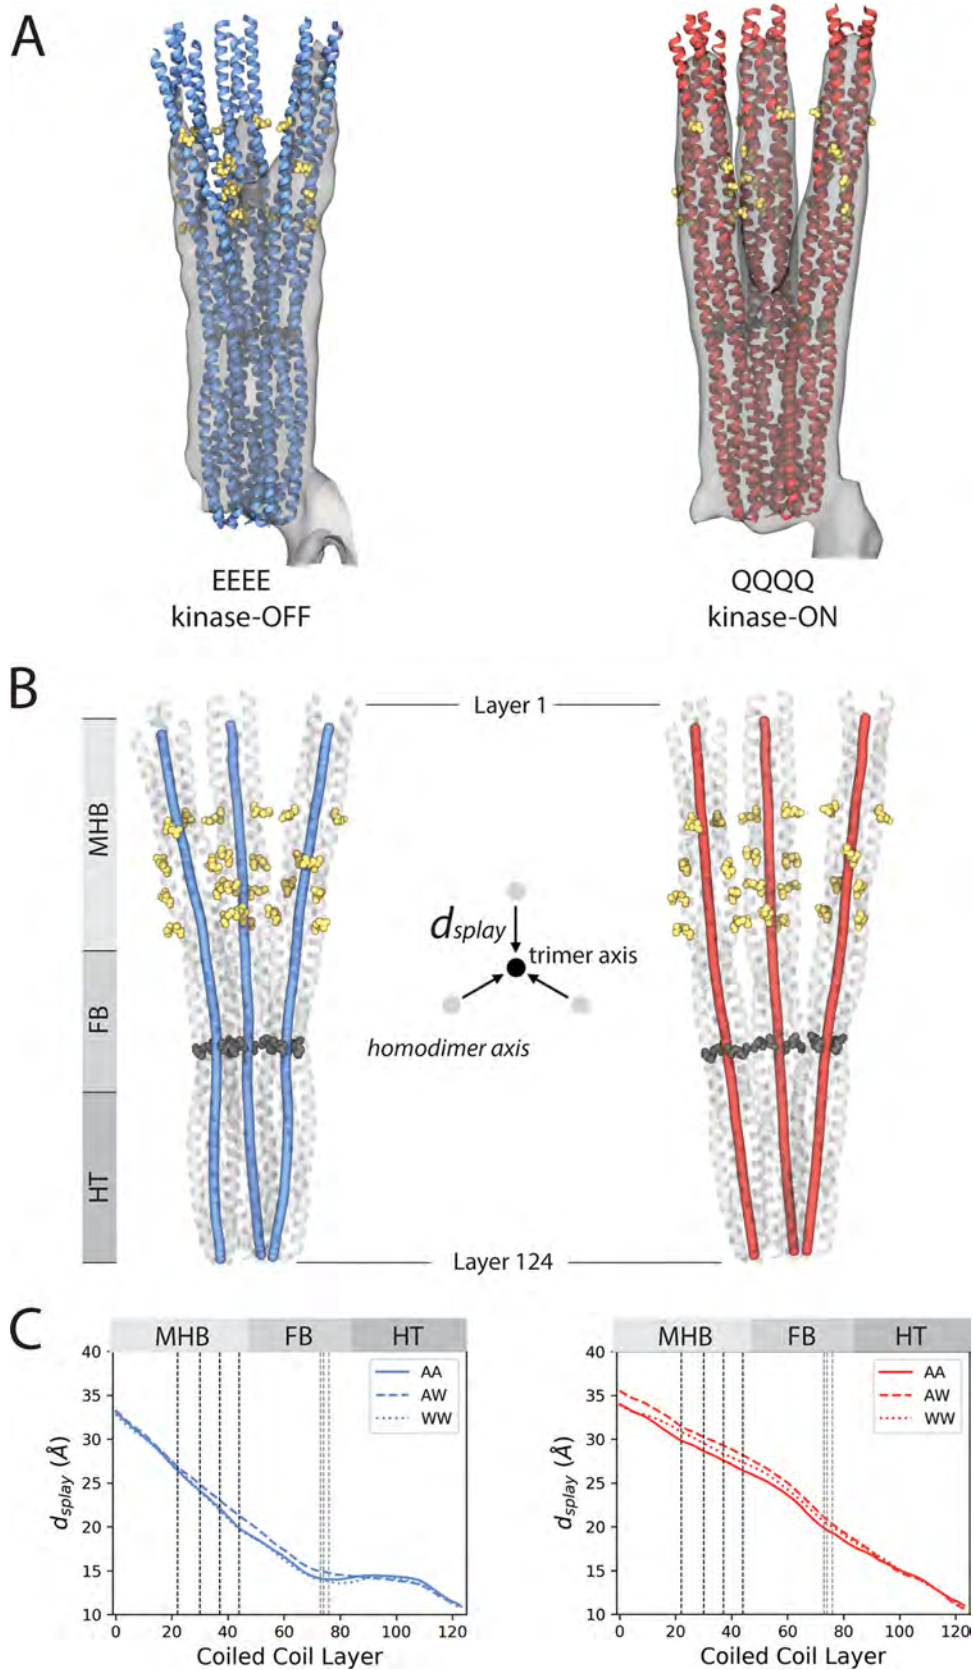 A
EEEE
kinase-OFF
QQQQ
kinase-ON
B
Layer 1
MHB
FB
HT
dsplay
trimer axis
homodimer axis
Layer 124
C
MHB FB HT
40
35
30
25
20
15
10
dsplay (Å)
AA
AW
WW
0 20 40 60 80 100 120
Coiled Coil Layer
MHB FB HT
40
35
30
25
20
15
10
dsplay (Å)
AA
AW
WW
0 20 40 60 80 100 120
Coiled Coil Layer